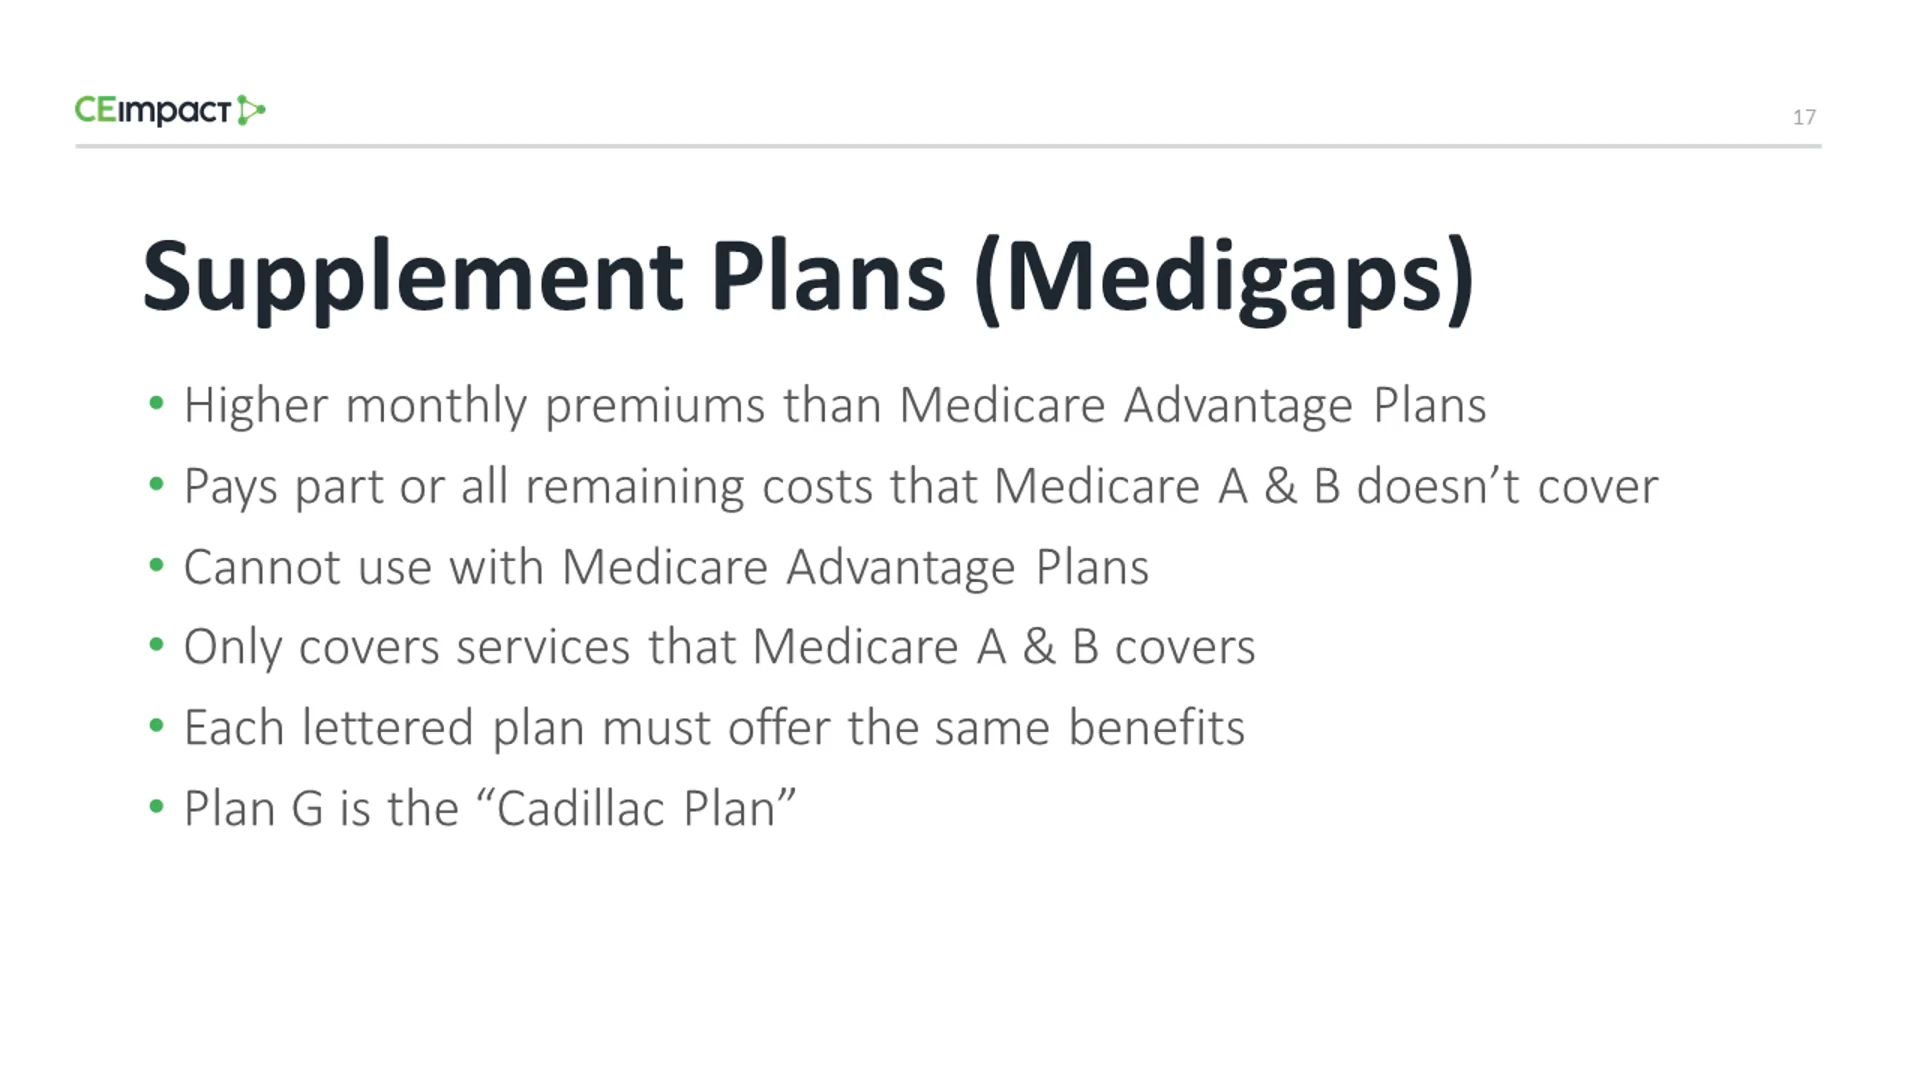 CEimpact
17
Supplement Plans (Medigaps)
• Higher monthly premiums than Medicare Advantage Plans
• Pays part or all remaining costs that Medicare A & B doesn’t cover
• Cannot use with Medicare Advantage Plans
• Only covers services that Medicare A & B covers
• Each lettered plan must offer the same benefits
• Plan G is the “Cadillac Plan”